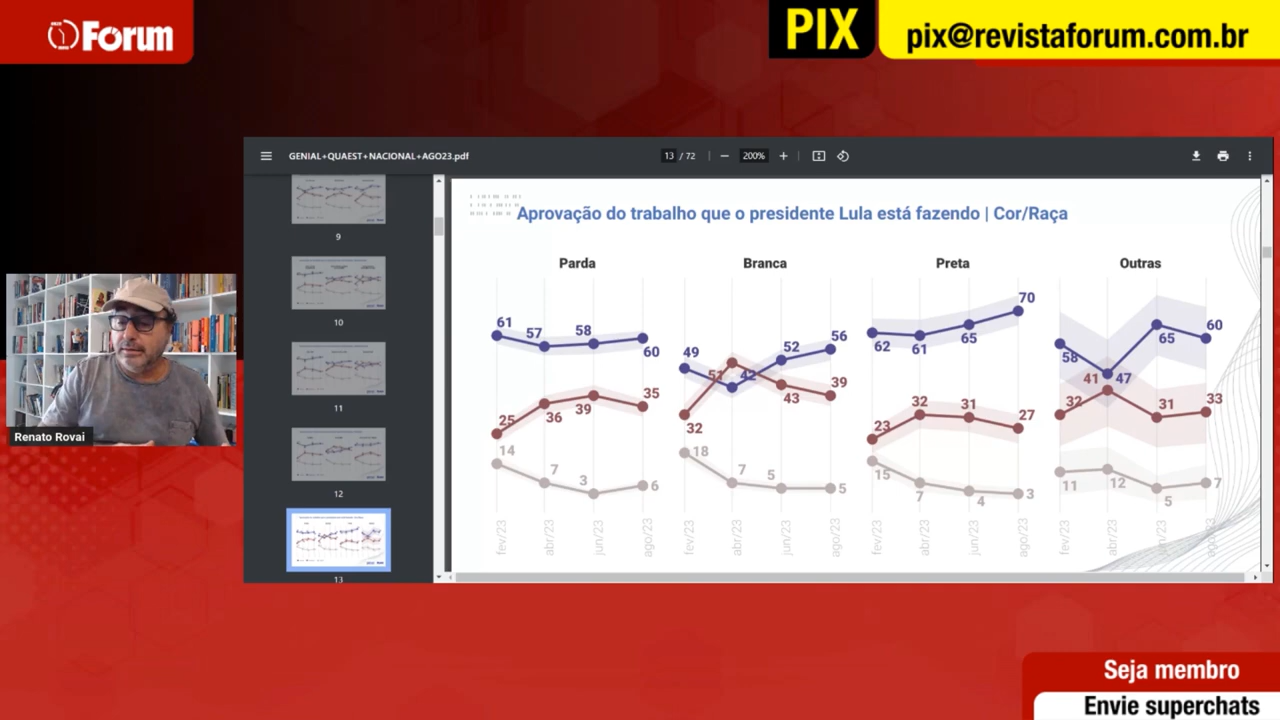 Forum
PIX
pix@revistaforum.com.br
GENIAL+QUAEST+NACIONAL+AGO23.pdf
13 / 72
200%
Aprovação do trabalho que o presidente Lula está fazendo | Cor/Raça
9
10
11
12
13
Parda
61 57 58 60
25 36 39 35
14 7 3 6
fev/23 abr/23 jun/23 ago/23
Branca
49 42 52 56
32 51 43 39
18 7 5 5
fev/23 abr/23 jun/23 ago/23
Preta
62 61 65 70
23 32 31 27
15 7 4 3
fev/23 abr/23 jun/23 ago/23
Outras
58 47 65 60
32 41 31 33
11 12 5 7
fev/23 abr/23 jun/23 ago/23
Renato Rovai
Seja membro
Envie superchats